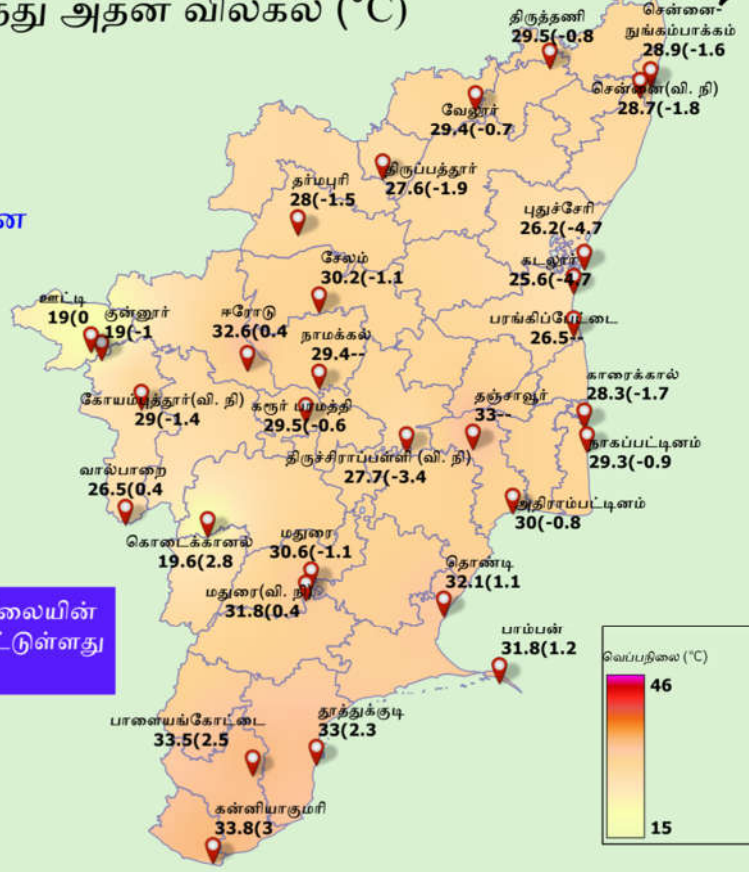 அதன் விலகல் (°C)
திருத்தணி
29.5(-0.8
சென்னை-
நுங்கம்பாக்கம்
28.9(-1.6
சென்னை(வி. நி)
28.7(-1.8
வேலூர்
29.4(-0.7
திருப்பத்தூர்
27.6(-1.9
தர்மபுரி
28(-1.5
புதுச்சேரி
26.2(-4.7
கடலூர்
25.6(-4.7
சேலம்
30.2(-1.1
ஊட்டி
19(0
குன்னூர்
19(-1
ஈரோடு
32.6(0.4
நாமக்கல்
29.4--
பரங்கிப்பேட்டை
26.5--
காரைக்கால்
28.3(-1.7
கோயம்புத்தூர்(வி. நி)
29(-1.4
கரூர் பரமத்தி
29.5(-0.6
தஞ்சாவூர்
33--
நாகப்பட்டினம்
29.3(-0.9
திருச்சிராப்பள்ளி (வி. நி)
27.7(-3.4
வால்பாறை
26.5(0.4
அதிராம்பட்டினம்
30(-0.8
கொடைக்கானல்
19.6(2.8
மதுரை
30.6(-1.1
மதுரை(வி. நி)
31.8(0.4
தொண்டி
32.1(1.1
பாம்பன்
31.8(1.2
வெப்பநிலை (°C)
46
15
பாளையங்கோட்டை
33.5(2.5
தூத்துக்குடி
33(2.3
கன்னியாகுமரி
33.8(3